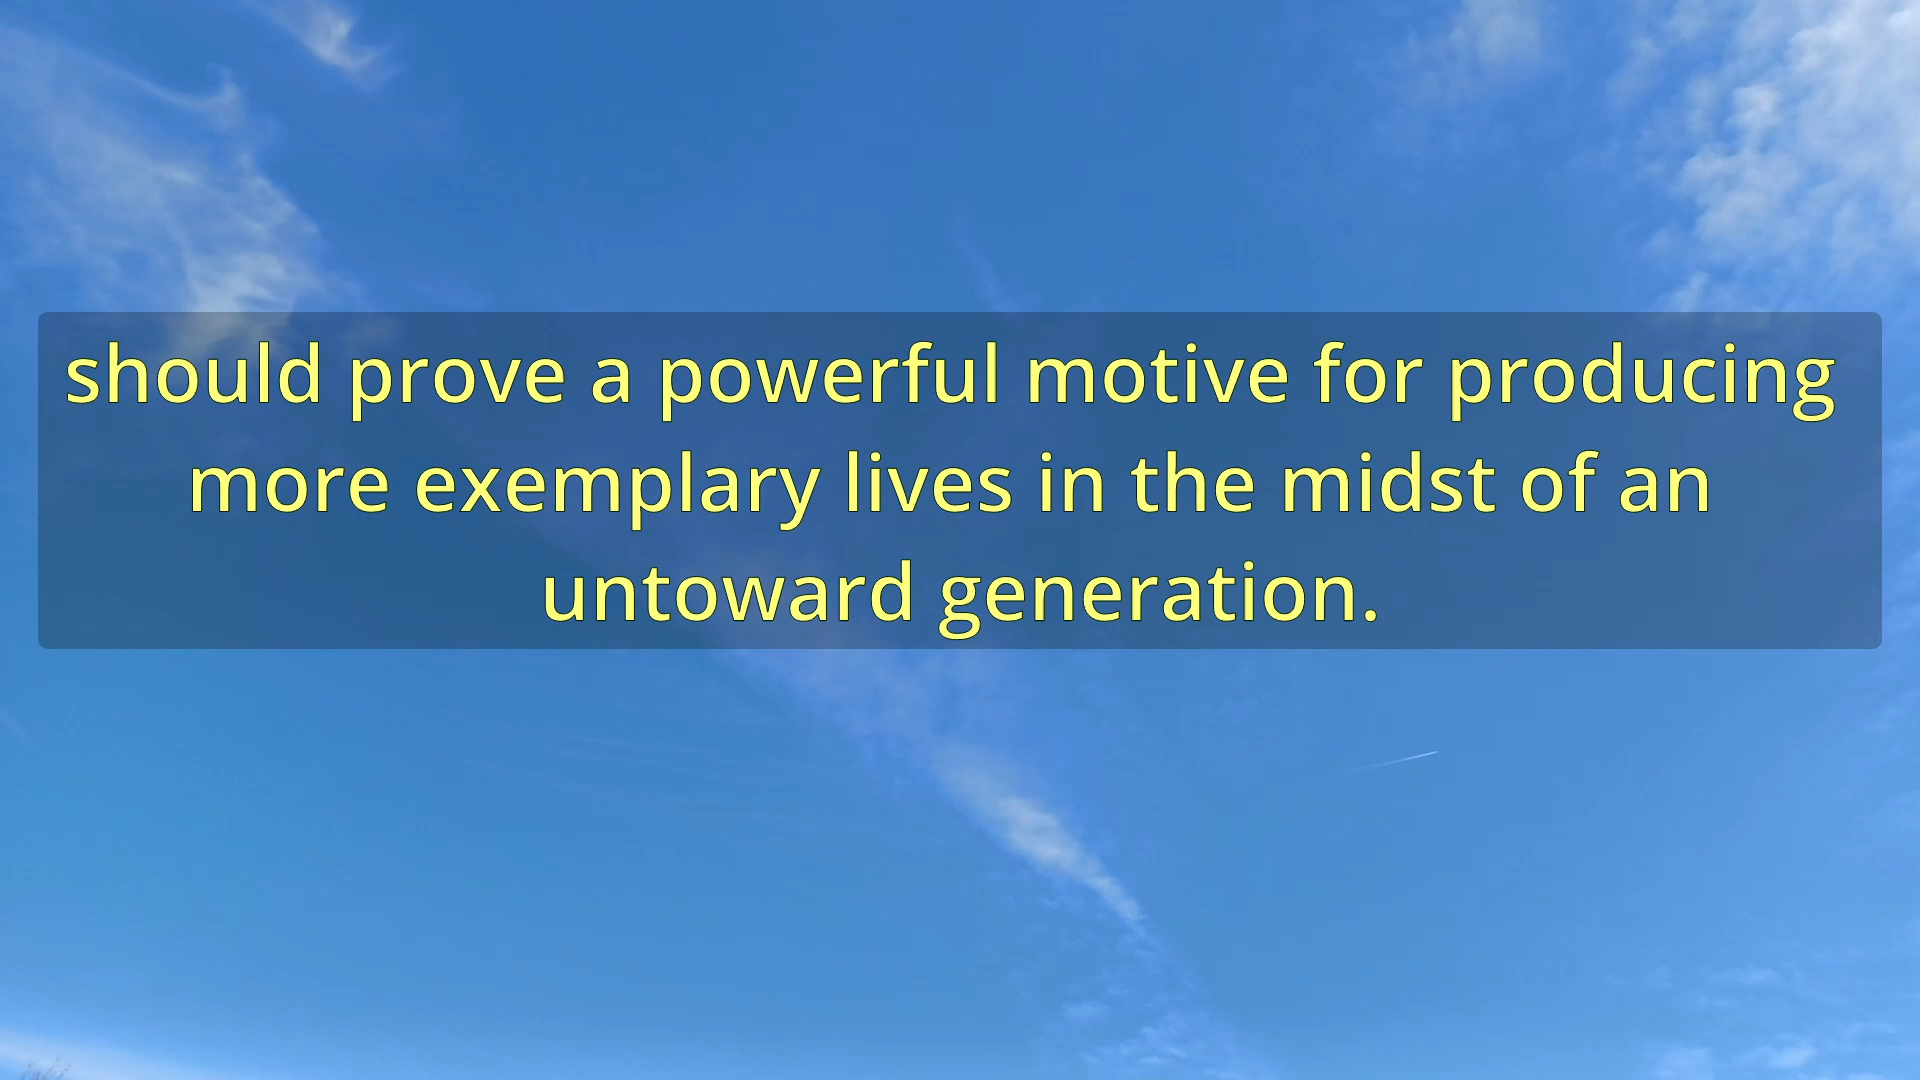 should prove a powerful motive for producing
more exemplary lives in the midst of an
untoward generation.